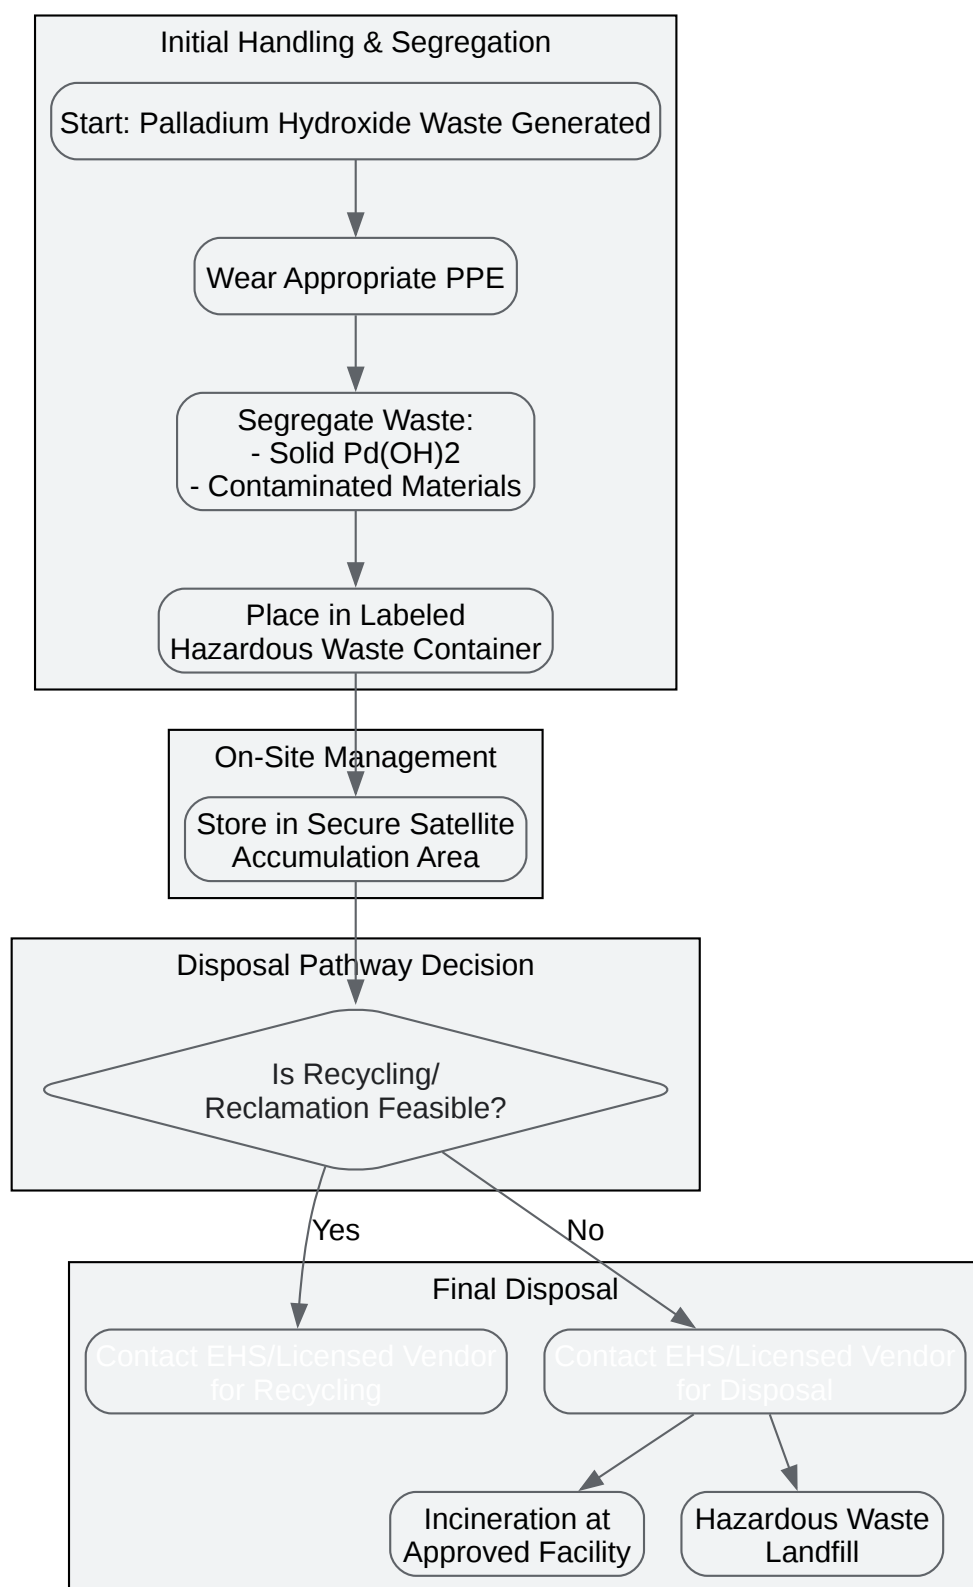 Initial Handling & Segregation
Start: Palladium Hydroxide Waste Generated
Wear Appropriate PPE
Segregate Waste:
- Solid Pd(OH)2
- Contaminated Materials
Place in Labeled
Hazardous Waste Container
On-Site Management
Store in Secure Satellite
Accumulation Area
Disposal Pathway Decision
Is Recycling/
Reclamation Feasible?
Yes
No
Final Disposal
Contact EHS/Licensed Vendor
for Recycling
Contact EHS/Licensed Vendor
for Disposal
Incineration at
Approved Facility
Hazardous Waste
Landfill